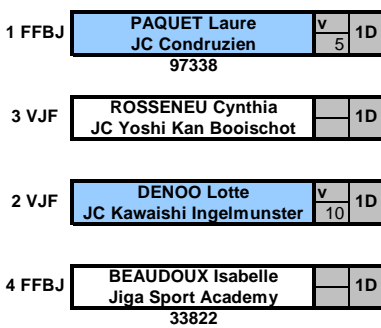 1 FFBJ PAQUET Laure v 1D
JC Condruzien 5
97338
3 VJF ROSSENEU Cynthia 1D
JC Yoshi Kan Booischot
2 VJF DENOO Lotte v 1D
JC Kawaishi Ingelmunster 10
4 FFBJ BEAUDOUX Isabelle 1D
Jiga Sport Academy
33822